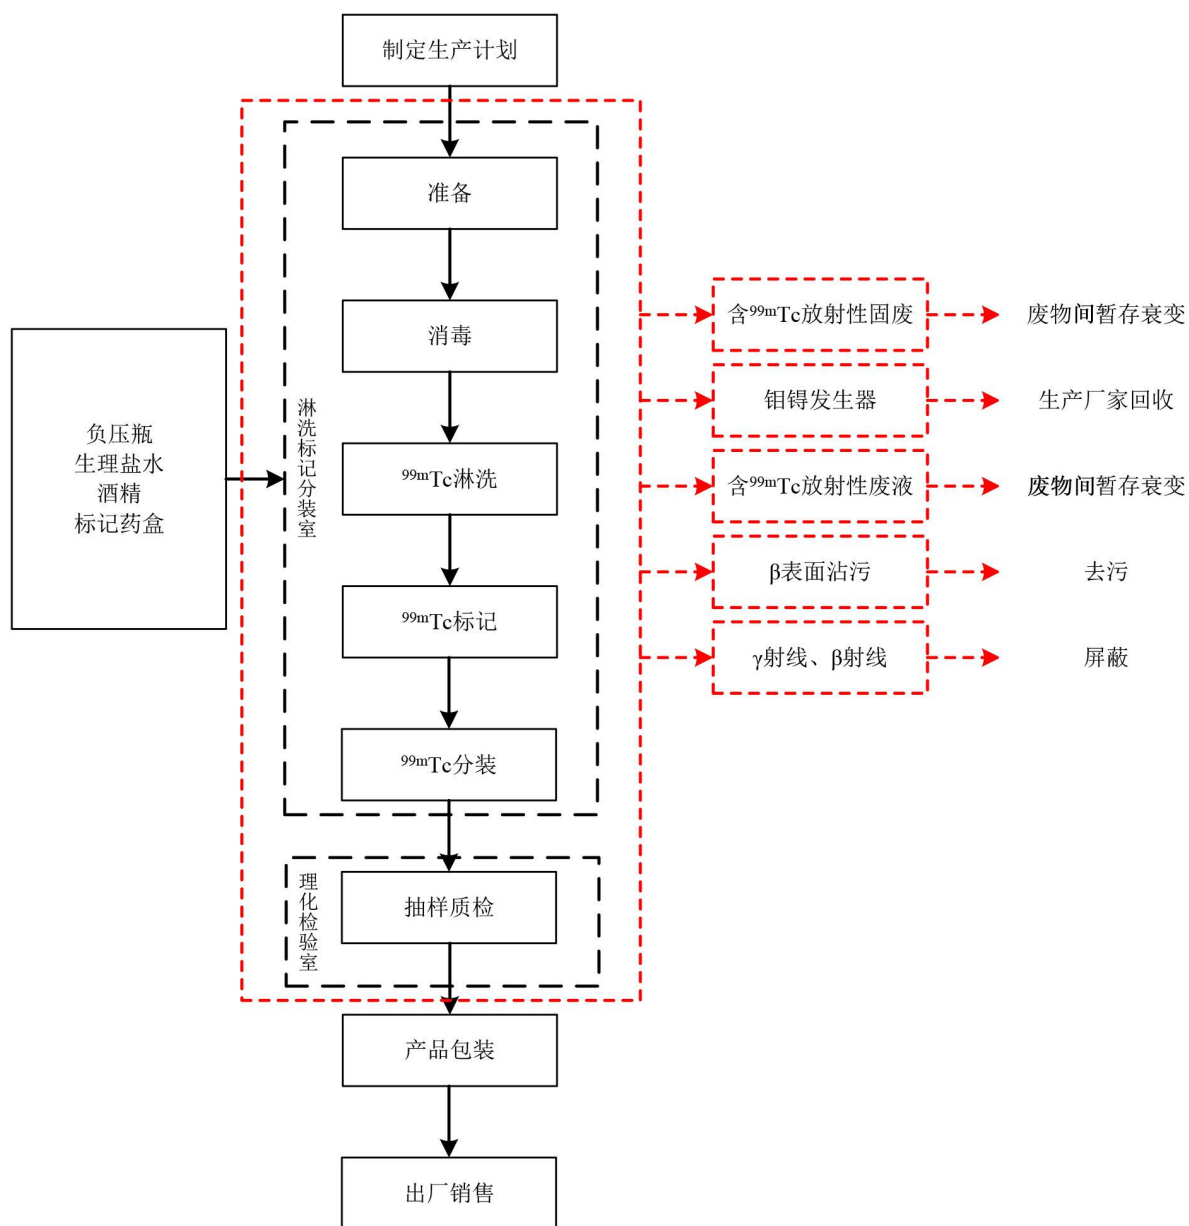 制定生产计划
准备
消毒
⁹⁹ᵐTc淋洗
⁹⁹ᵐTc标记
⁹⁹ᵐTc分装
淋洗标记分装室
负压瓶
生理盐水
酒精
标记药盒
含⁹⁹ᵐTc放射性固废
废物间暂存衰变
钼锝发生器
生产厂家回收
含⁹⁹ᵐTc放射性废液
废物间暂存衰变
β表面沾污
去污
γ射线、β射线
屏蔽
理化检验室
抽样质检
产品包装
出厂销售